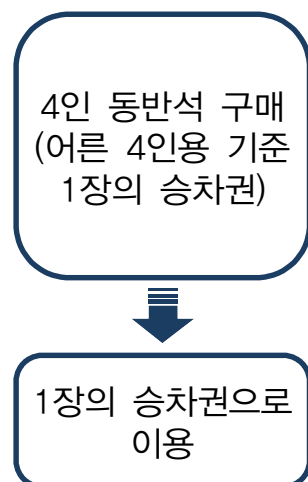 4인 동반석 구매
(어른 4인용 기준
1장의 승차권)
1장의 승차권으로
이용